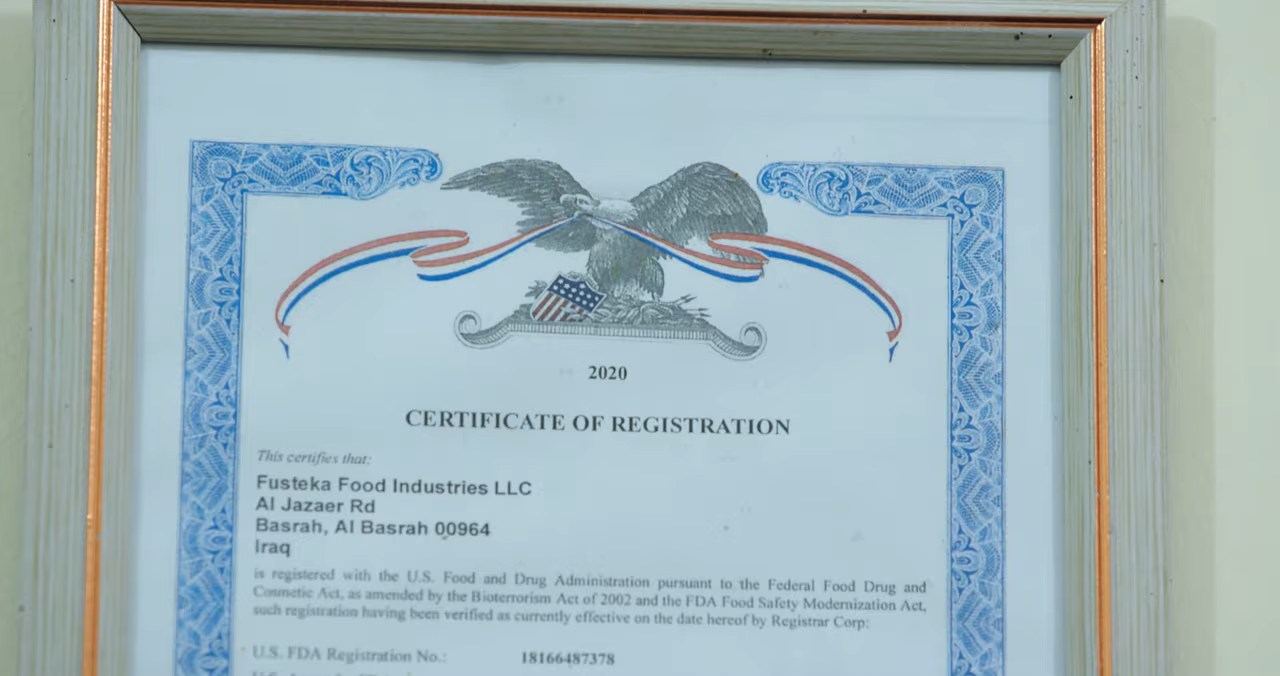 2020
CERTIFICATE OF REGISTRATION
This certifies that:
Fusteka Food Industries LLC
Al Jazaer Rd
Basrah, Al Basrah 00964
Iraq
is registered with the U.S. Food and Drug Administration pursuant to the Federal Food Drug and
Cosmetic Act, as amended by the Bioterrorism Act of 2002 and the FDA Food Safety Modernization Act,
such registration having been verified as currently effective on the date hereof by Registrar Corp:
U.S. FDA Registration No.: 18166487378